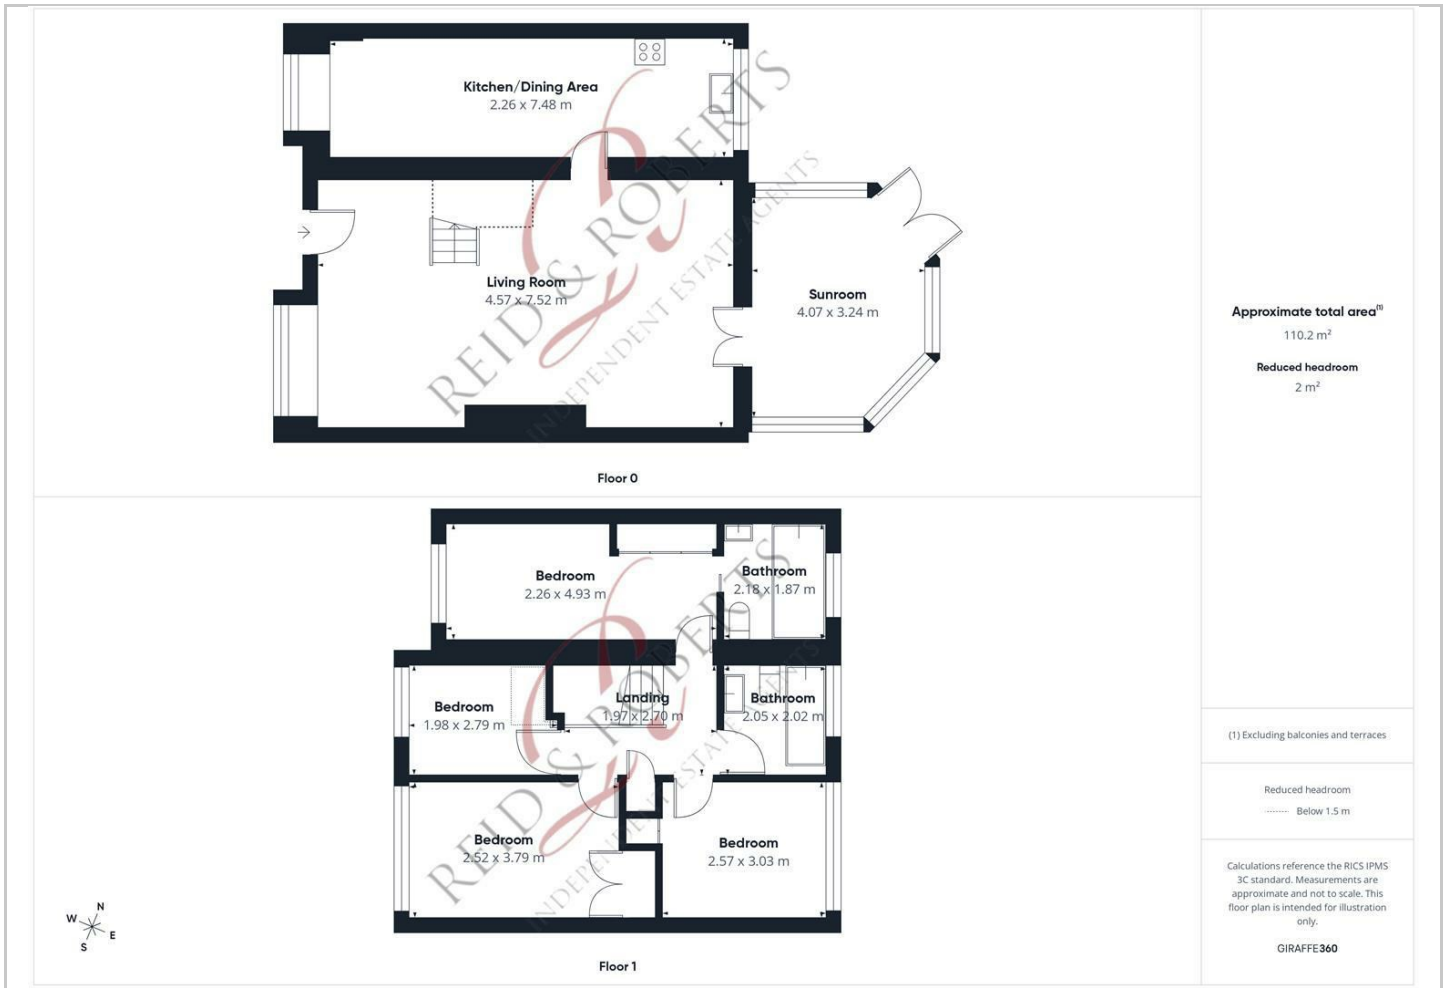 Kitchen/Dining Area
2.26 x 7.48 m
Living Room
4.57 x 7.52 m
Sunroom
4.07 x 3.24 m
REID & ROBERTS
INDEPENDENT ESTATE AGENTS
Floor 0
Bedroom
2.26 x 4.93 m
Bathroom
2.18 x 1.87 m
Bedroom
1.98 x 2.79 m
Landing
1.97 x 2.70 m
Bathroom
2.05 x 2.02 m
Bedroom
2.52 x 3.79 m
Bedroom
2.57 x 3.03 m
REID & ROBERTS
INDEPENDENT ESTATE AGENTS
N
W
E
S
Floor 1
Approximate total area(1)
110.2 m²
Reduced headroom
2 m²
(1) Excluding balconies and terraces
Reduced headroom
Below 1.5 m
Calculations reference the RICS IPMS
3C standard. Measurements are
approximate and not to scale. This
floor plan is intended for illustration
only.
GIRAFFE360